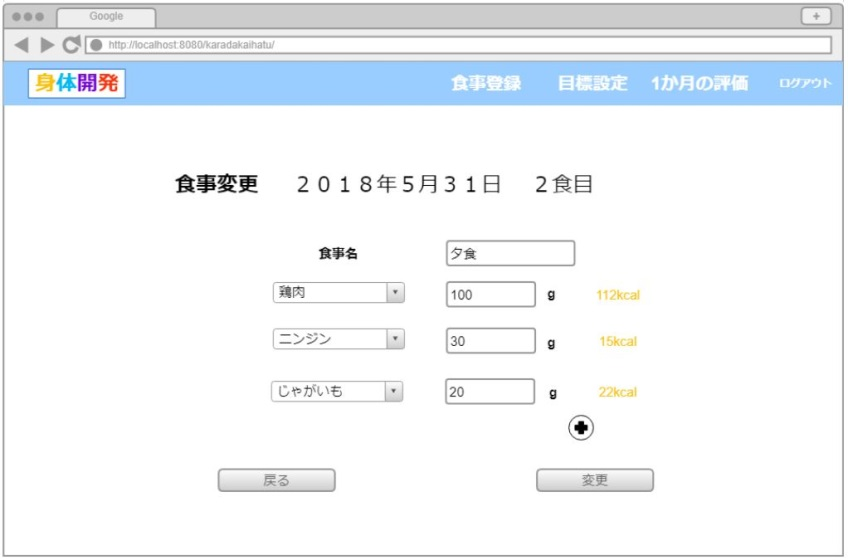 Google
http://localhost:8080/karadakaihatu/
身体開発 食事登録 目標設定 1か月の評価 ログアウト
食事変更 2018年5月31日 2食目
食事名 夕食
鶏肉 100 g 112kcal
ニンジン 30 g 15kcal
じゃがいも 20 g 22kcal
戻る 変更